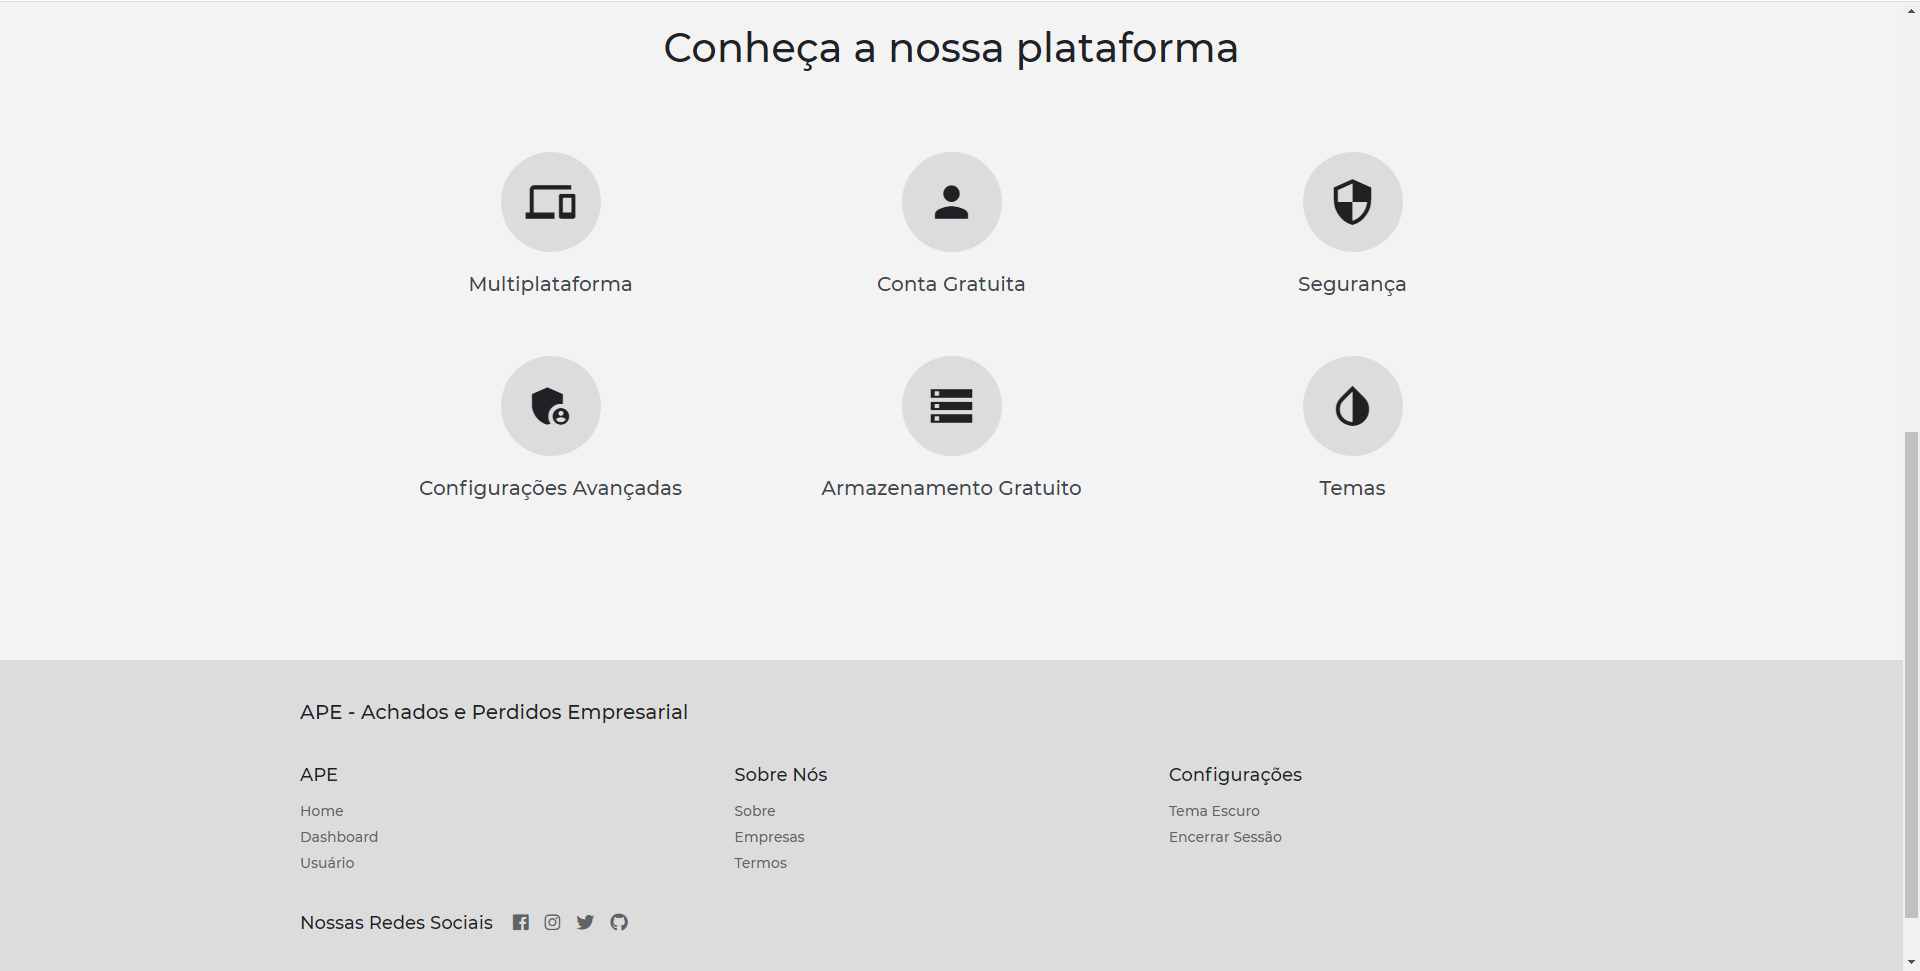 Conheça a nossa plataforma
Multiplataforma
Conta Gratuita
Segurança
Configurações Avançadas
Armazenamento Gratuito
Temas
APE - Achados e Perdidos Empresarial
APE
Home
Dashboard
Usuário
Sobre Nós
Sobre
Empresas
Termos
Configurações
Tema Escuro
Encerrar Sessão
Nossas Redes Sociais